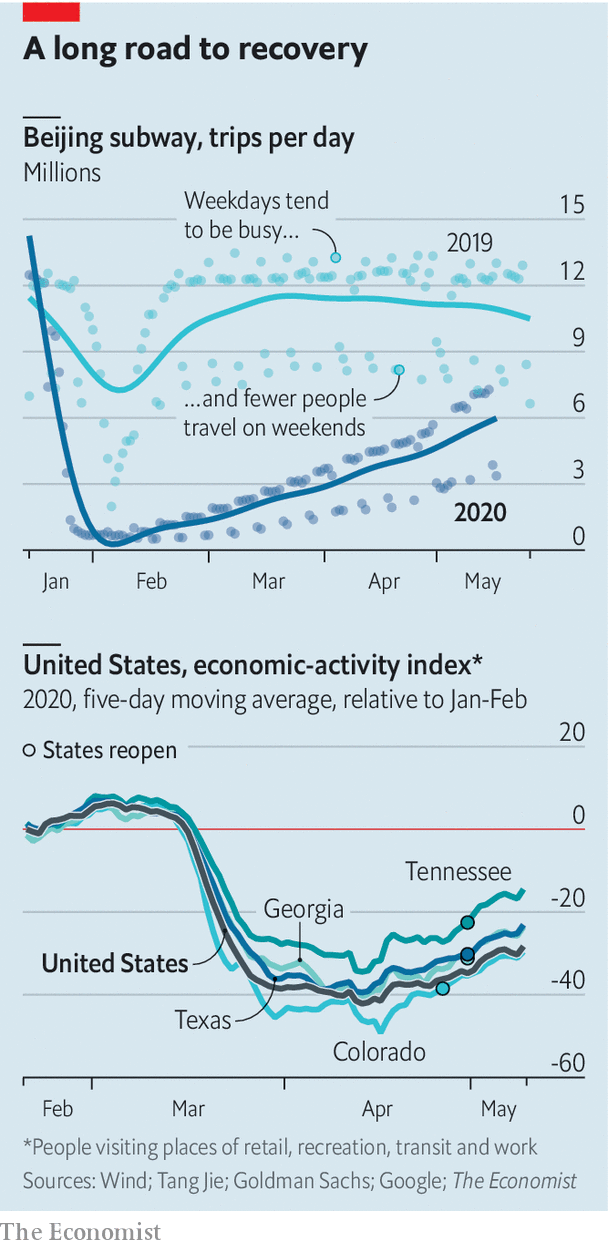 A long road to recovery
Beijing subway, trips per day
Millions
Weekdays tend
to be busy…
2019
15
12
9
6
3
0
…and fewer people
travel on weekends
2020
Jan
Feb
Mar
Apr
May
United States, economic-activity index*
2020, five-day moving average, relative to Jan-Feb
States reopen
20
0
-20
-40
-60
Tennessee
Georgia
United States
Texas
Colorado
Feb
Mar
Apr
May
*People visiting places of retail, recreation, transit and work
Sources: Wind; Tang Jie; Goldman Sachs; Google; The Economist
The Economist